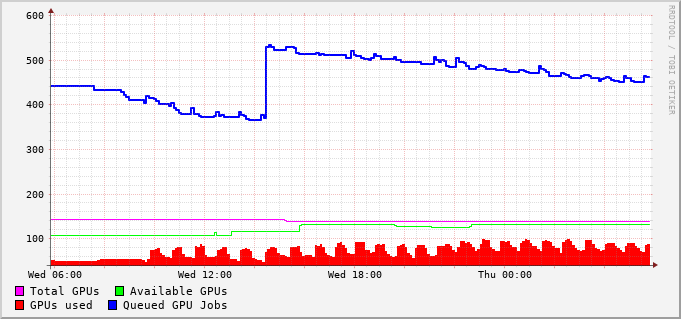 600
500
400
300
200
100
Wed 06:00 Wed 12:00 Wed 18:00 Thu 00:00
Total GPUs Available GPUs
GPUs used Queued GPU Jobs
RRDTOOL / TOBI OETIKER